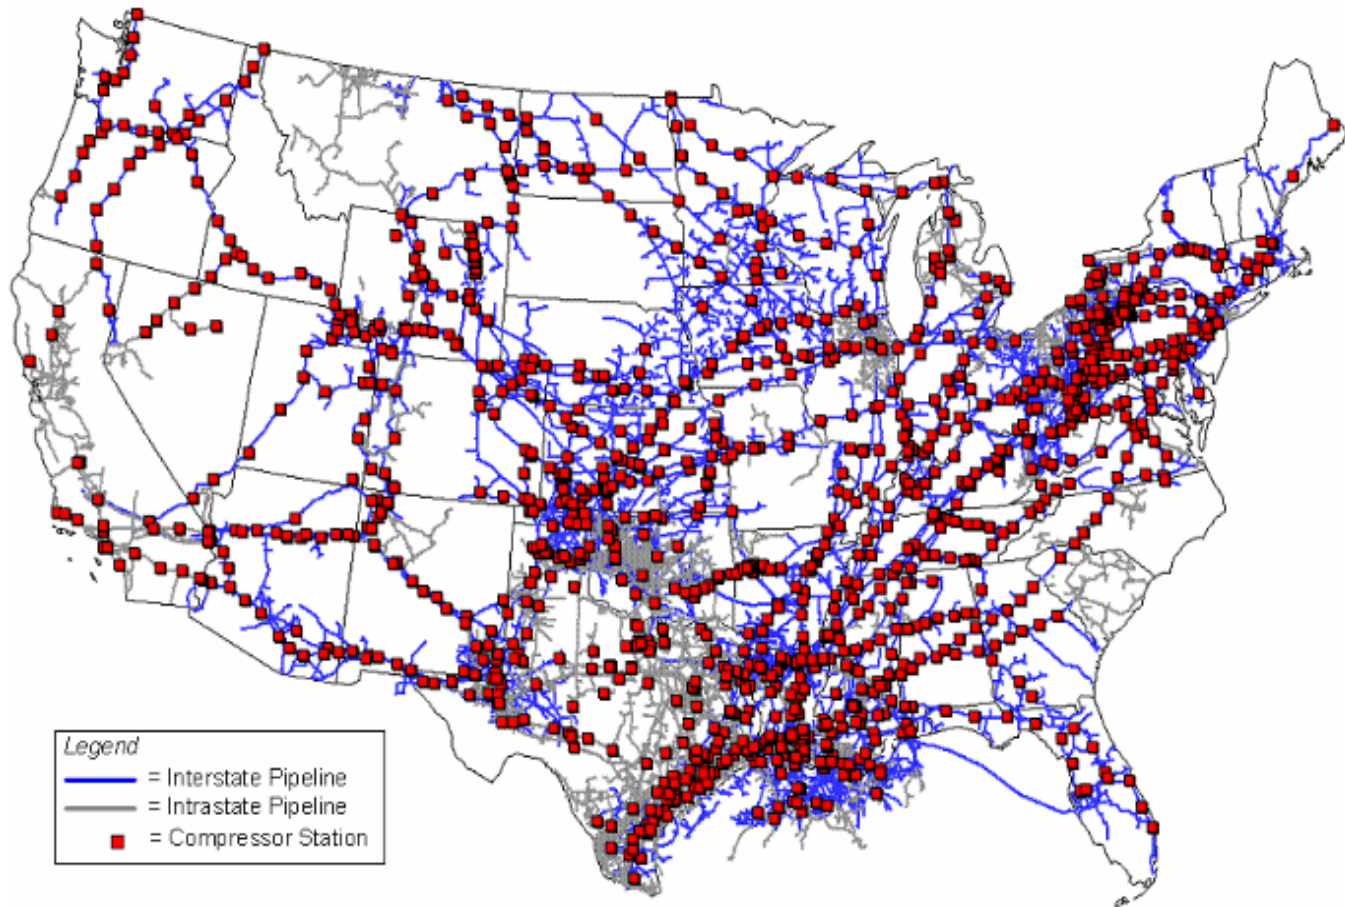 Legend
= Interstate Pipeline
= Intrastate Pipeline
= Compressor Station